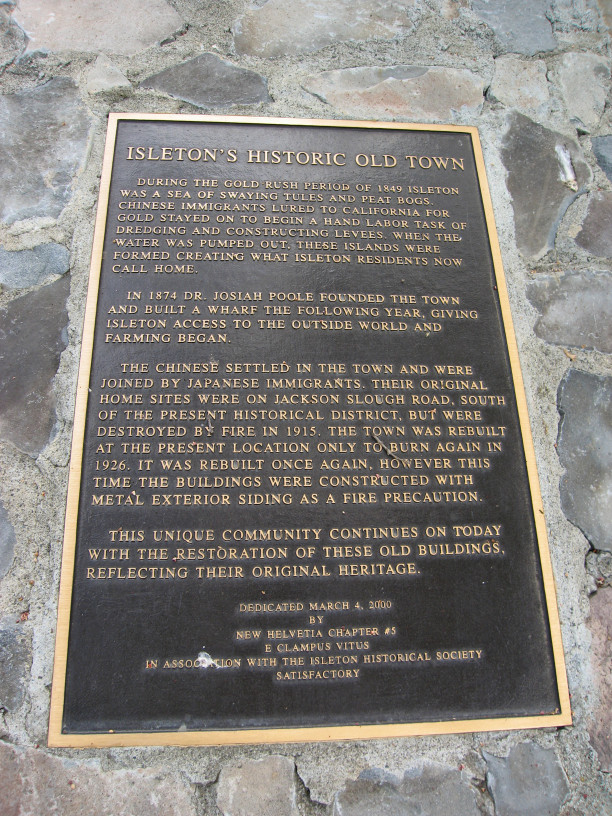 ISLETON'S HISTORIC OLD TOWN
DURING THE GOLD RUSH PERIOD OF 1849 ISLETON
WAS A SEA OF SWAYING TULES AND PEAT BOGS.
CHINESE IMMIGRANTS LURED TO CALIFORNIA FOR
GOLD STAYED ON TO BEGIN A HAND LABOR TASK OF
DREDGING AND CONSTRUCTING LEVEES. WHEN THE
WATER WAS PUMPED OUT, THESE ISLANDS WERE
FORMED CREATING WHAT ISLETON RESIDENTS NOW
CALL HOME.
IN 1874 DR. JOSIAH POOLE FOUNDED THE TOWN
AND BUILT A WHARF THE FOLLOWING YEAR, GIVING
ISLETON ACCESS TO THE OUTSIDE WORLD AND
FARMING BEGAN.
THE CHINESE SETTLED IN THE TOWN AND WERE
JOINED BY JAPANESE IMMIGRANTS. THEIR ORIGINAL
HOME SITES WERE ON JACKSON SLOUGH ROAD, SOUTH
OF THE PRESENT HISTORICAL DISTRICT, BUT WERE
DESTROYED BY FIRE IN 1915. THE TOWN WAS REBUILT
AT THE PRESENT LOCATION ONLY TO BURN AGAIN IN
1926. IT WAS REBUILT ONCE AGAIN, HOWEVER THIS
TIME THE BUILDINGS WERE CONSTRUCTED WITH
METAL EXTERIOR SIDING AS A FIRE PRECAUTION.
THIS UNIQUE COMMUNITY CONTINUES ON TODAY
WITH THE RESTORATION OF THESE OLD BUILDINGS,
REFLECTING THEIR ORIGINAL HERITAGE.
DEDICATED MARCH 4, 2000
BY
NEW HELVETIA CHAPTER #5
E CLAMPUS VITUS
IN ASSOCIATION WITH THE ISLETON HISTORICAL SOCIETY
SATISFACTORY